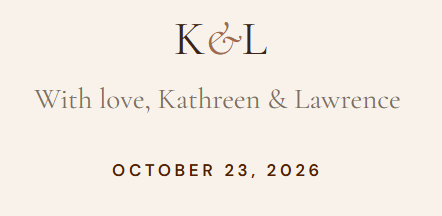 K&L
With love, Kathreen & Lawrence
OCTOBER 23, 2026